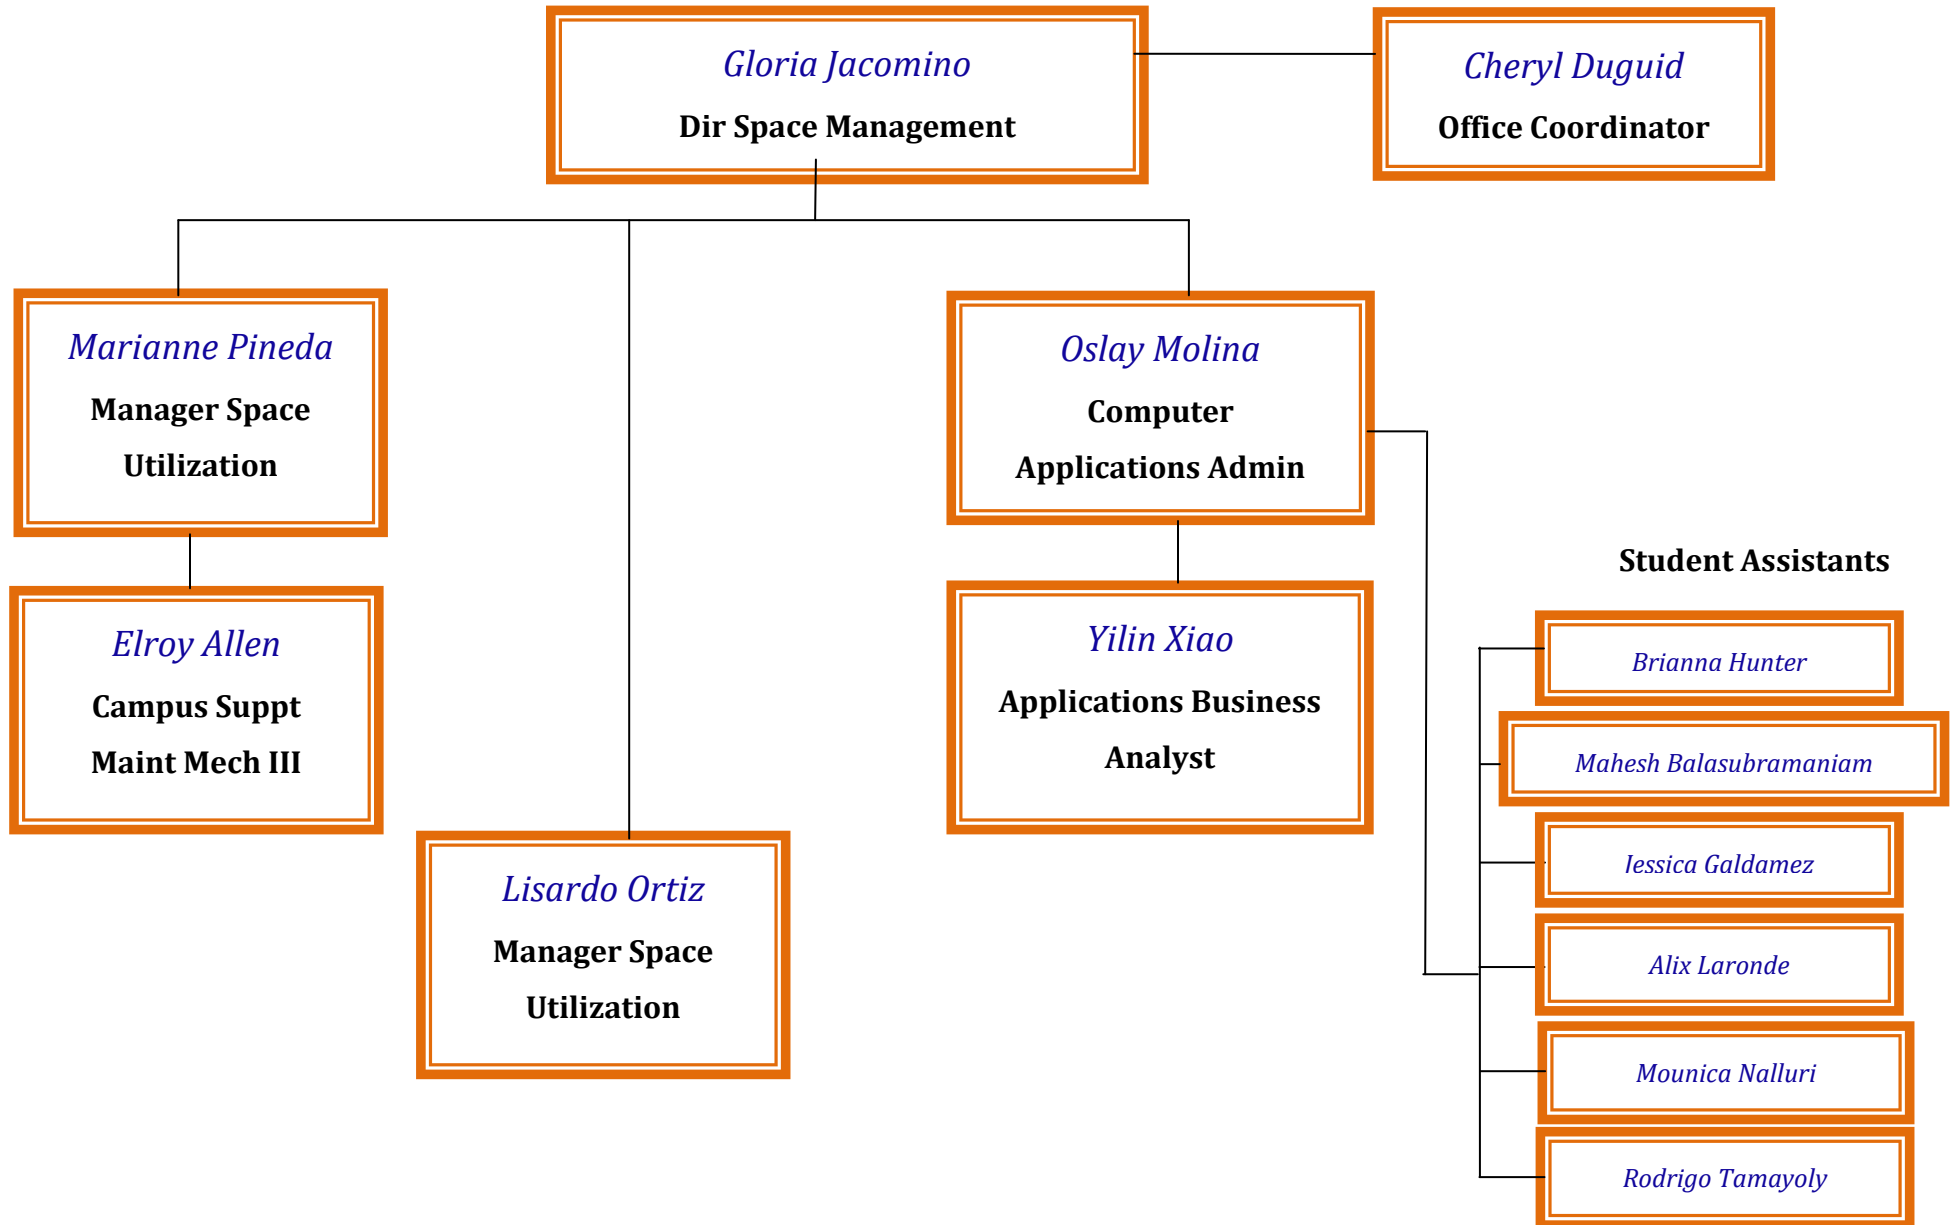 Gloria Jacomino
Dir Space Management
Cheryl Duguid
Office Coordinator
Marianne Pineda
Manager Space
Utilization
Oslay Molina
Computer
Applications Admin
Elroy Allen
Campus Suppt
Maint Mech III
Yilin Xiao
Applications Business
Analyst
Lisardo Ortiz
Manager Space
Utilization
Student Assistants
Brianna Hunter
Mahesh Balasubramaniam
Iessica Galdamez
Alix Laronde
Mounica Nalluri
Rodrigo Tamayoly